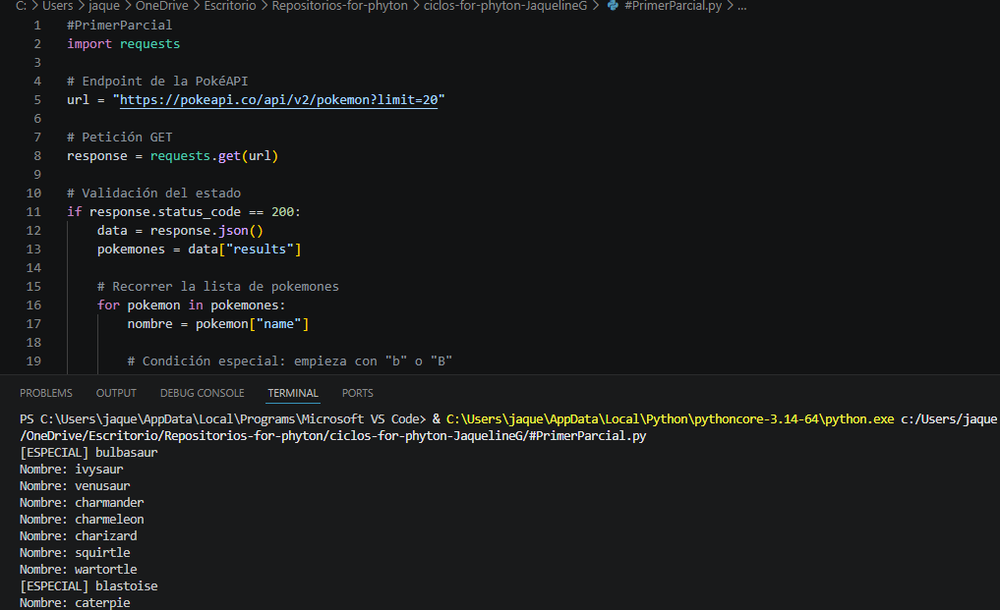 C: > Users > jaque > OneDrive > Escritorio > Repositorios-for-phyton > ciclos-for-phyton-JaquelineG > #PrimerParcial.py > ...
1 #PrimerParcial
2 import requests
3
4 # Endpoint de la PokéAPI
5 url = "https://pokeapi.co/api/v2/pokemon?limit=20"
6
7 # Petición GET
8 response = requests.get(url)
9
10 # Validación del estado
11 if response.status_code == 200:
12     data = response.json()
13     pokemones = data["results"]
14
15     # Recorrer la lista de pokemones
16     for pokemon in pokemones:
17         nombre = pokemon["name"]
18
19         # Condición especial: empieza con "b" o "B"
PROBLEMS OUTPUT DEBUG CONSOLE TERMINAL PORTS
PS C:\Users\jaque\AppData\Local\Programs\Microsoft VS Code> & C:\Users\jaque\AppData\Local\Python\pythoncore-3.14-64\python.exe c:/Users/jaque
/OneDrive/Escritorio/Repositorios-for-phyton/ciclos-for-phyton-JaquelineG/#PrimerParcial.py
[ESPECIAL] bulbasaur
Nombre: ivysaur
Nombre: venusaur
Nombre: charmander
Nombre: charmeleon
Nombre: charizard
Nombre: squirtle
Nombre: wartortle
[ESPECIAL] blastoise
Nombre: caterpie